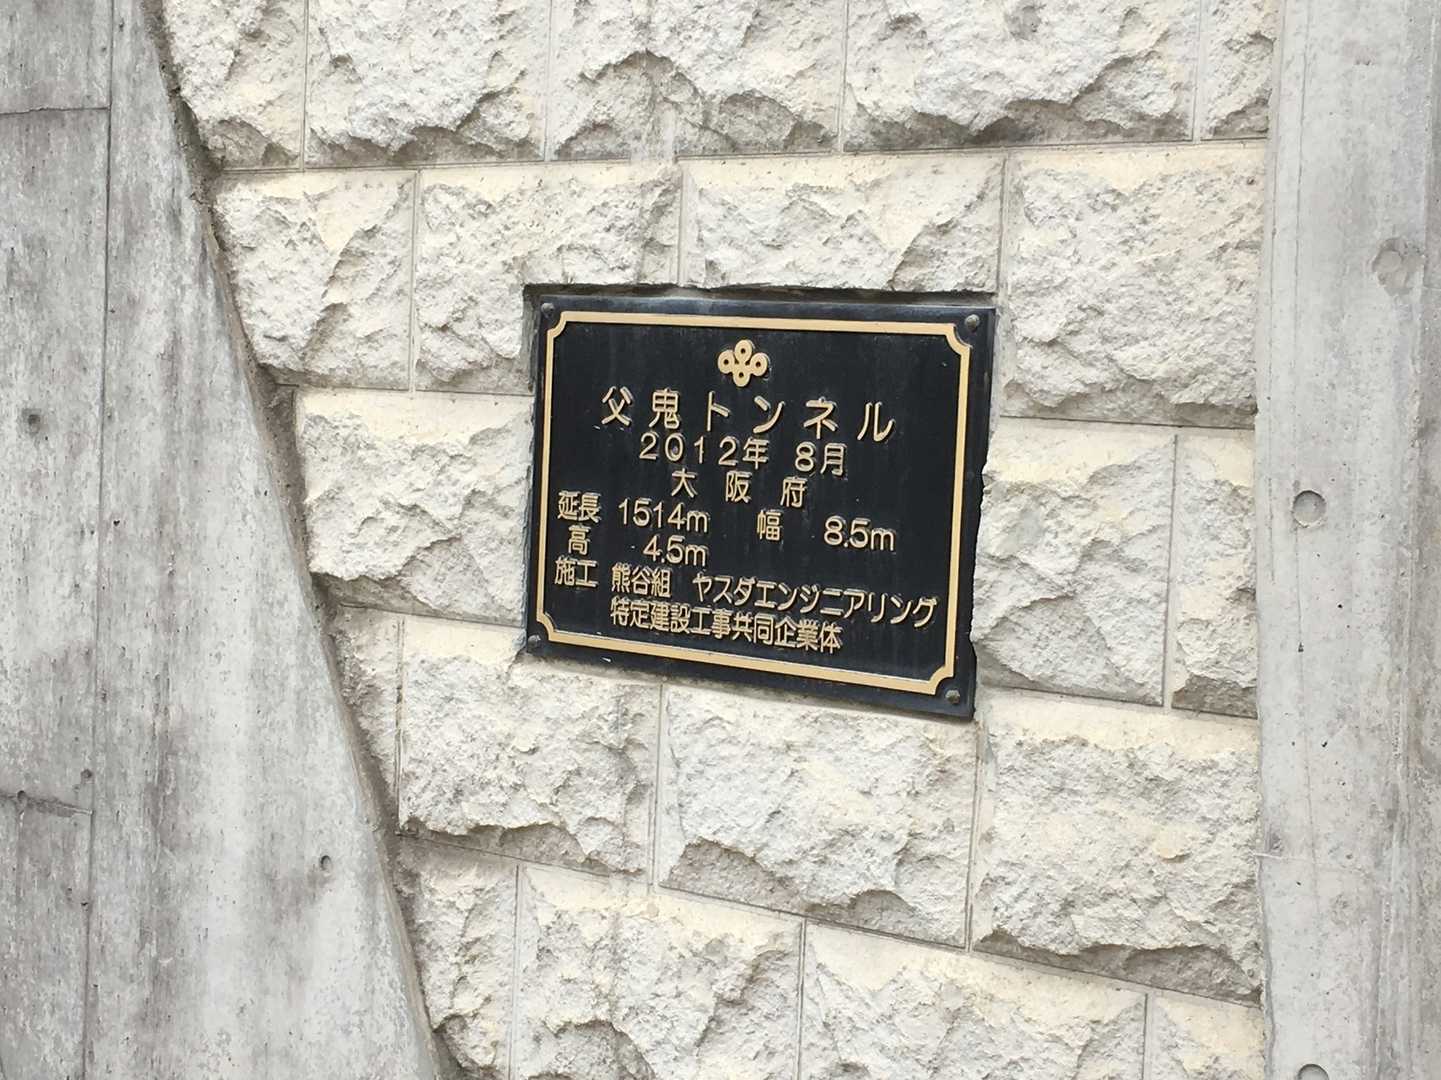 父鬼トンネル
2012年 8月
大阪府
延長 1514m 幅 8.5m
高 4.5m
施工 熊谷組 ヤスダエンジニアリング
特定建設工事共同企業体